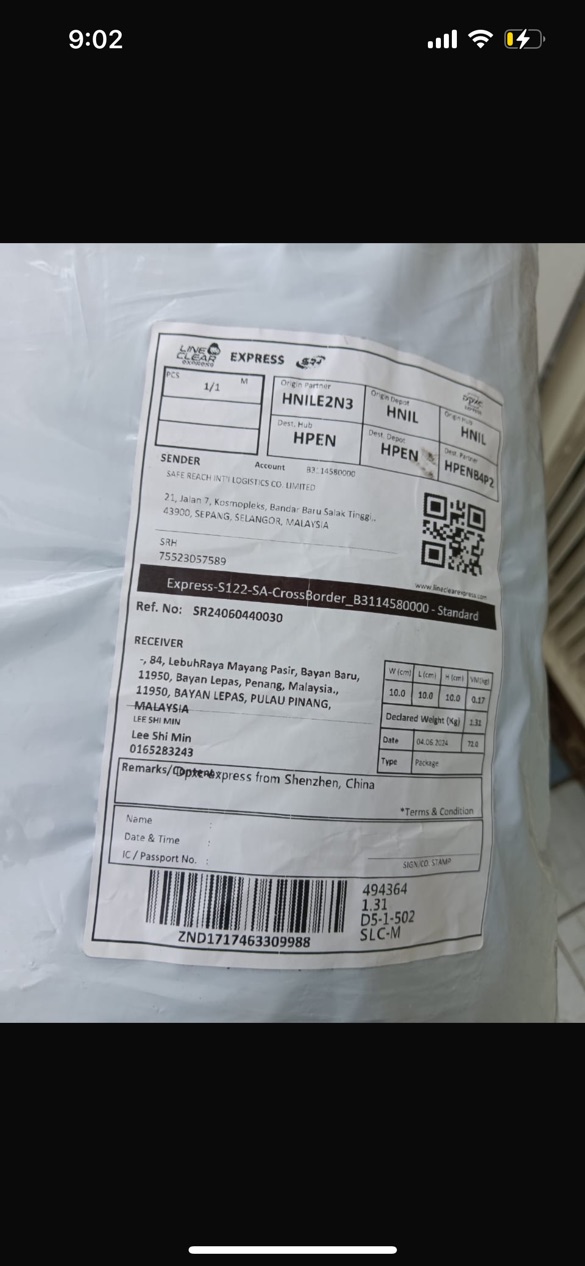 9:02
LINE CLEAR EXPRESS
EXPRESS
PCS
1/1
M
Origin Partner
HNILE2N3
Origin Depot
HNIL
Origin Hub
HNIL
Dest. Hub
HPEN
Dest. Depot
HPEN
Dest. Partner
HPENB4P2
SENDER
Account
SAFE REACH INT'L LOGISTICS CO. LIMITED
21, Jalan 7, Kosmopleks, Bandar Baru Salak Tinggi,.
43900, SEPANG, SELANGOR, MALAYSIA
SRH
75523057589
www.lineclearexpress.com
Express-S122-SA-CrossBorder_B3114580000 - Standard
Ref. No: SR24060440030
RECEIVER
-, 84, LebuhRaya Mayang Pasir, Bayan Baru,
11950, Bayan Lepas, Penang, Malaysia.,
11950, BAYAN LEPAS, PULAU PINANG,
MALAYSIA
LEE SHI MIN
Lee Shi Min
0165283243
W (cm) L (cm) H (cm)
10.0 10.0 10.0 0.17
Declared Weight (Kg) 1.31
Date 04.06.2024
Type Package
Remarks/
express from Shenzhen, China
*Terms & Condition
Name :
Date & Time :
IC / Passport No. :
SIGN/CO. STAMP
ZND1717463309988
494364
1.31
D5-1-502
SLC-M